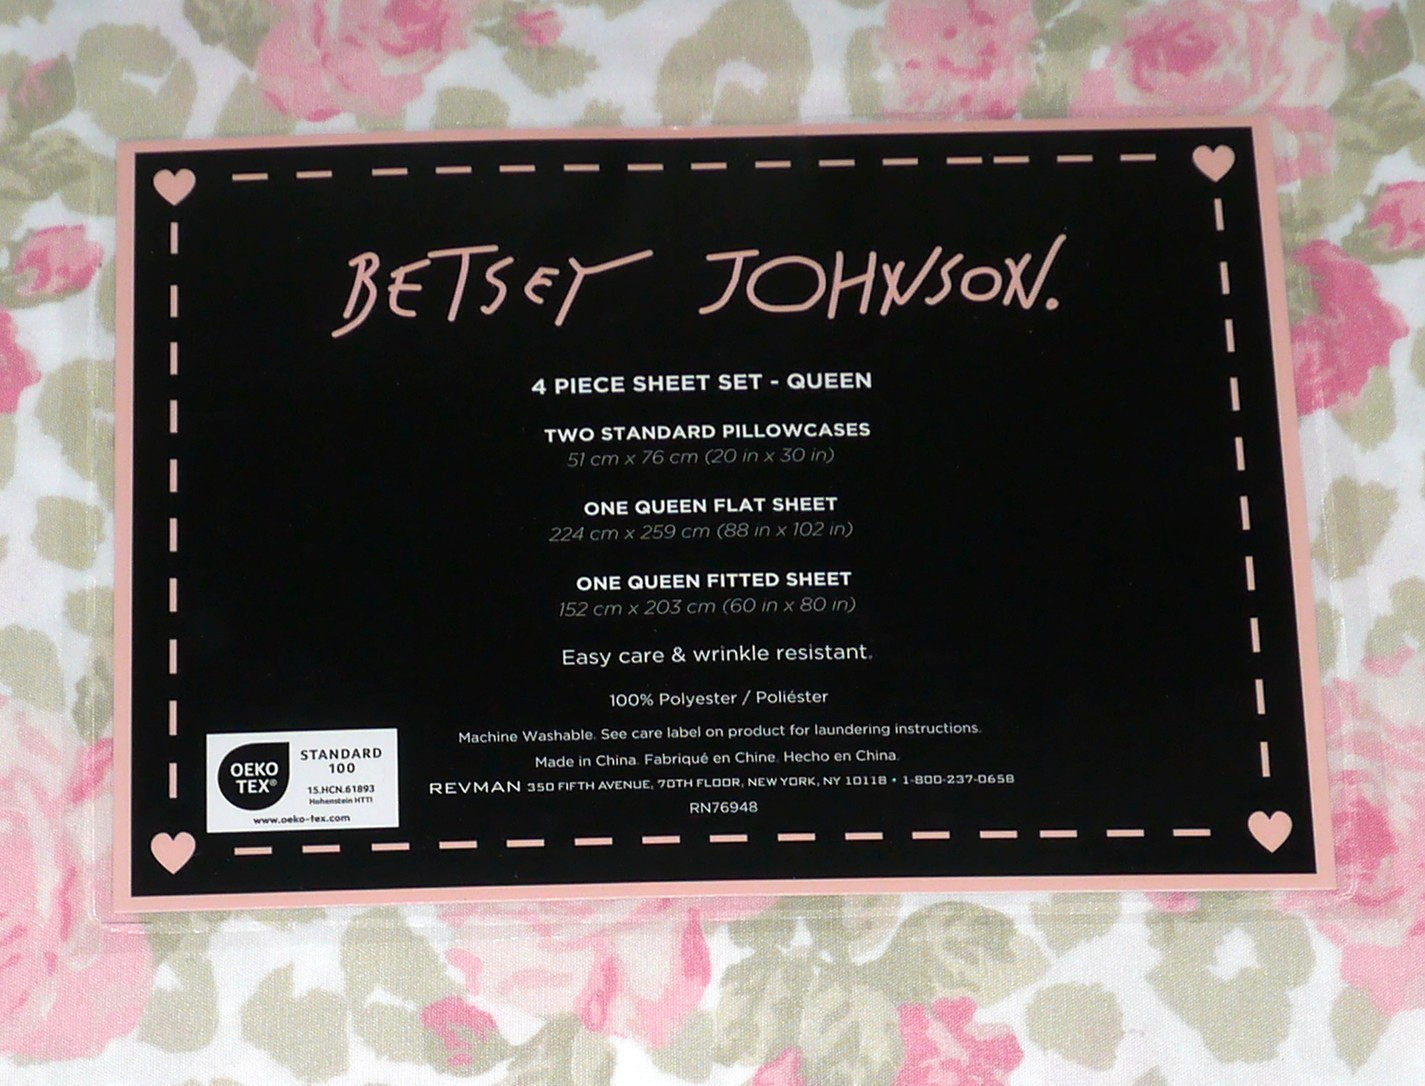 BETSEY JOHNSON.
4 PIECE SHEET SET - QUEEN
TWO STANDARD PILLOWCASES
51 cm x 76 cm (20 in x 30 in)
ONE QUEEN FLAT SHEET
224 cm x 259 cm (88 in x 102 in)
ONE QUEEN FITTED SHEET
152 cm x 203 cm (60 in x 80 in)
Easy care & wrinkle resistant.
100% Polyester / Poliéster
Machine Washable. See care label on product for laundering instructions.
Made in China. Fabriqué en Chine. Hecho en China.
REVMAN 350 FIFTH AVENUE, 70TH FLOOR, NEW YORK, NY 10118 • 1-800-237-0658
RN76948
OEKO
TEX®
STANDARD
100
15.HCN.61893
Hohenstein HTTI
www.oeko-tex.com